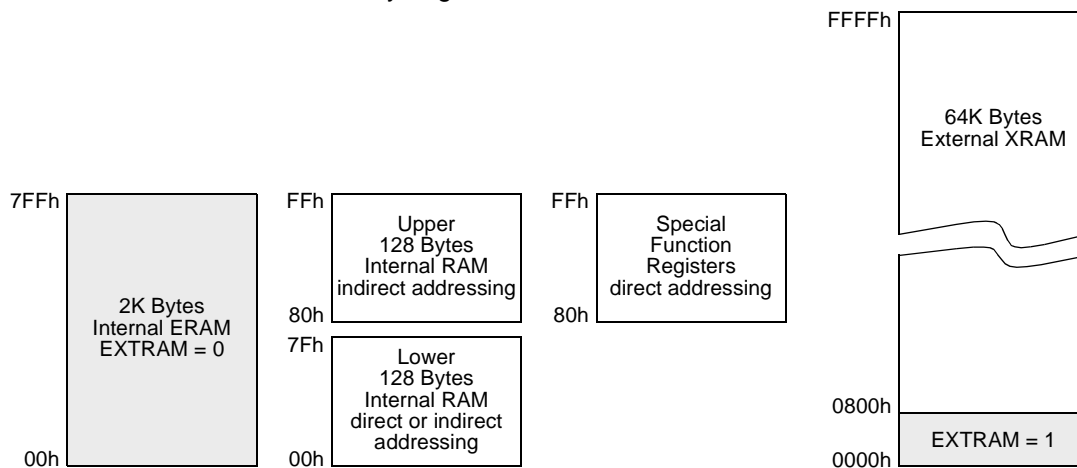 FFFFh
64K Bytes
External XRAM
7FFh
FFh
FFh
Upper
128 Bytes
Internal RAM
indirect addressing
Special
Function
Registers
direct addressing
2K Bytes
Internal ERAM
EXTRAM = 0
80h
80h
7Fh
Lower
128 Bytes
Internal RAM
direct or indirect
addressing
0800h
EXTRAM = 1
00h
00h
0000h